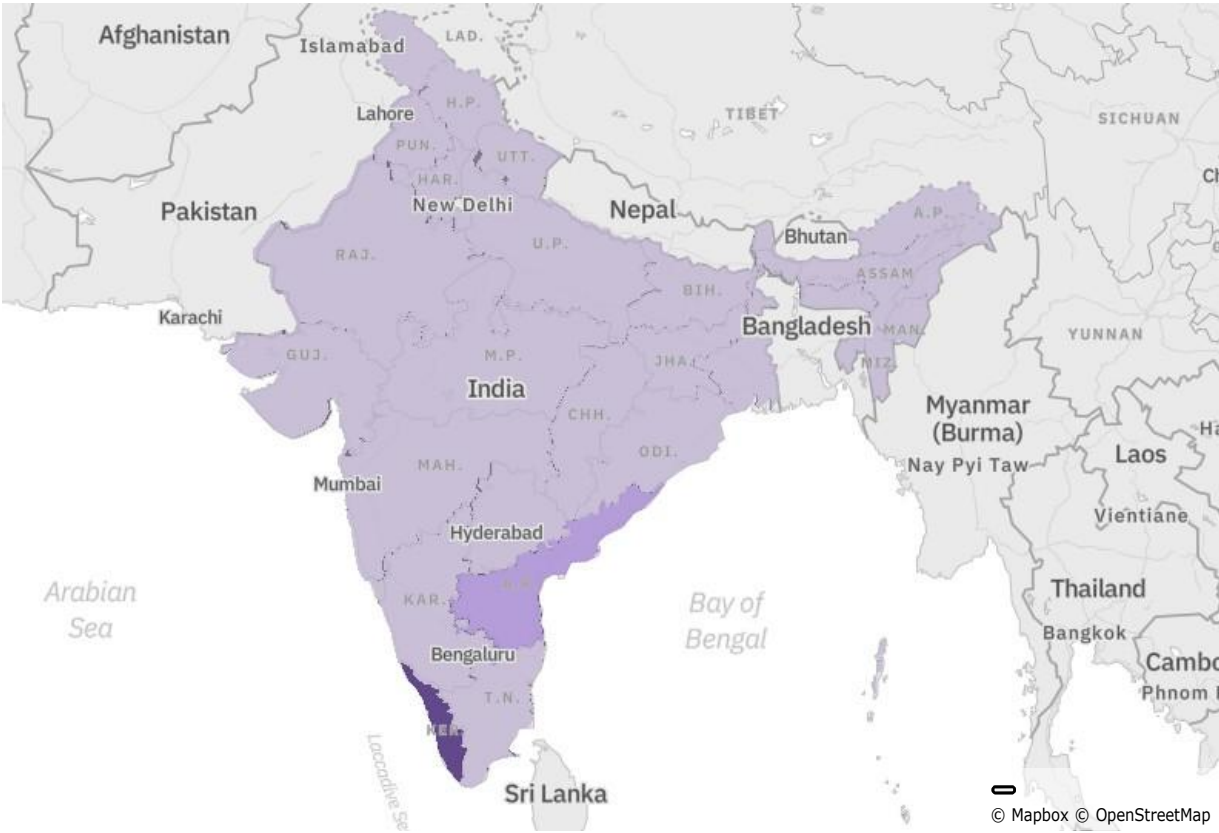 Afghanistan
Islamabad
LAD.
H.P.
Lahore
TIBET
SICHUAN
PUN.
UTT.
HAR.
Pakistan
New Delhi
Nepal
A.P.
Bhutan
U.P.
RAJ.
ASSAM
BIH.
Karachi
Bangladesh
MAN.
YUNNAN
GUJ.
M.P.
JHA.
MIZ.
India
CHH.
Myanmar
(Burma)
ODI.
Laos
MAH.
Nay Pyi Taw
Mumbai
Vientiane
Hyderabad
A.P.
Arabian
Sea
KAR.
Bay of
Bengal
Thailand
Bangkok
Bengaluru
T.N.
KER.
Sri Lanka
© Mapbox © OpenStreetMap